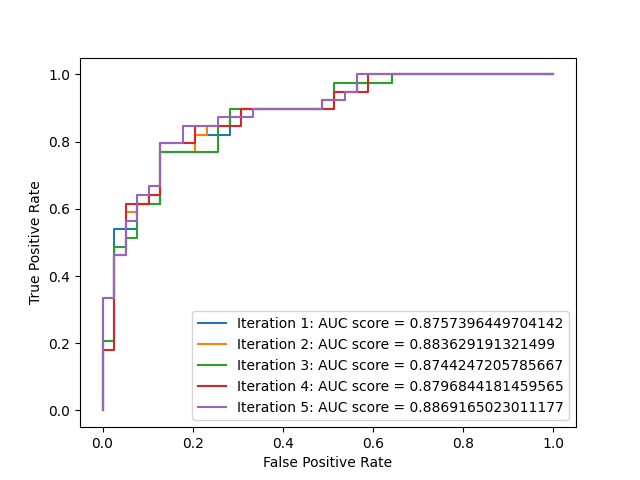 1.0
0.8
0.6
0.4
0.2
0.0
True Positive Rate
Iteration 1: AUC score = 0.8757396449704142
Iteration 2: AUC score = 0.883629191321499
Iteration 3: AUC score = 0.8744247205785667
Iteration 4: AUC score = 0.8796844181459565
Iteration 5: AUC score = 0.8869165023011177
0.0 0.2 0.4 0.6 0.8 1.0
False Positive Rate